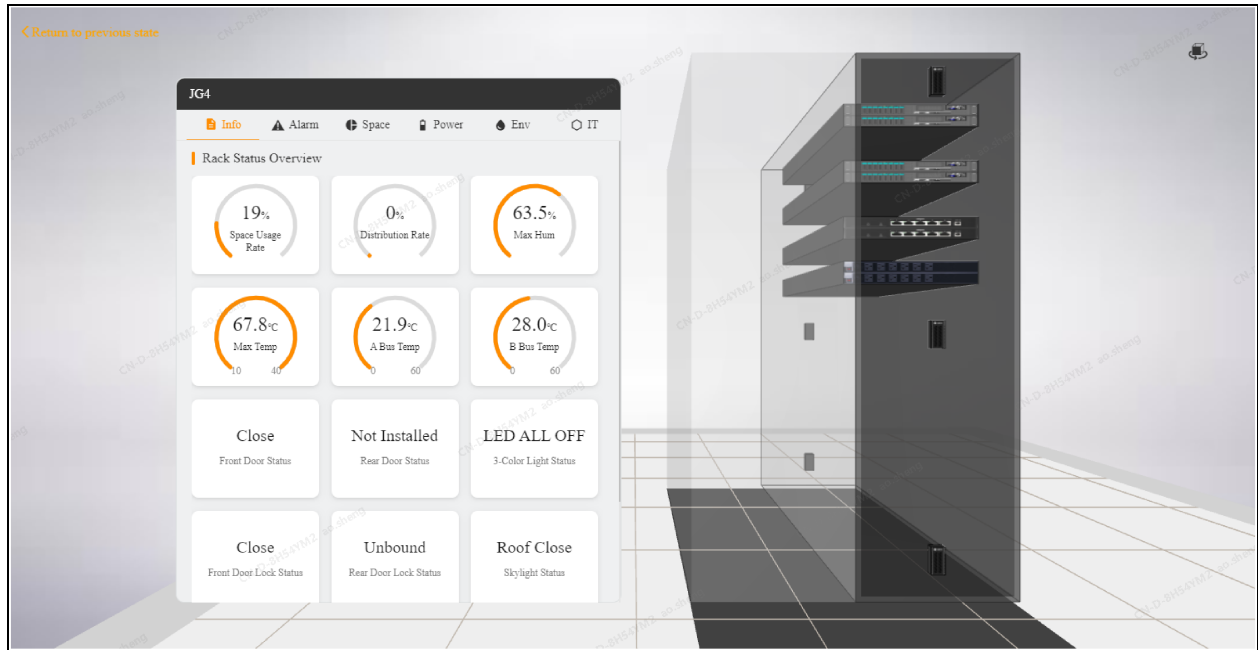 Return to previous state
JG4
Info Alarm Space Power Env IT
Rack Status Overview
19%
Space Usage
Rate
0%
Distribution Rate
63.5%
Max Hum
67.8°C
Max Temp
10 40
21.9°C
A Bus Temp
0 60
28.0°C
B Bus Temp
0 60
Close
Front Door Status
Not Installed
Rear Door Status
LED ALL OFF
3-Color Light Status
Close
Front Door Lock Status
Unbound
Rear Door Lock Status
Roof Close
Skylight Status